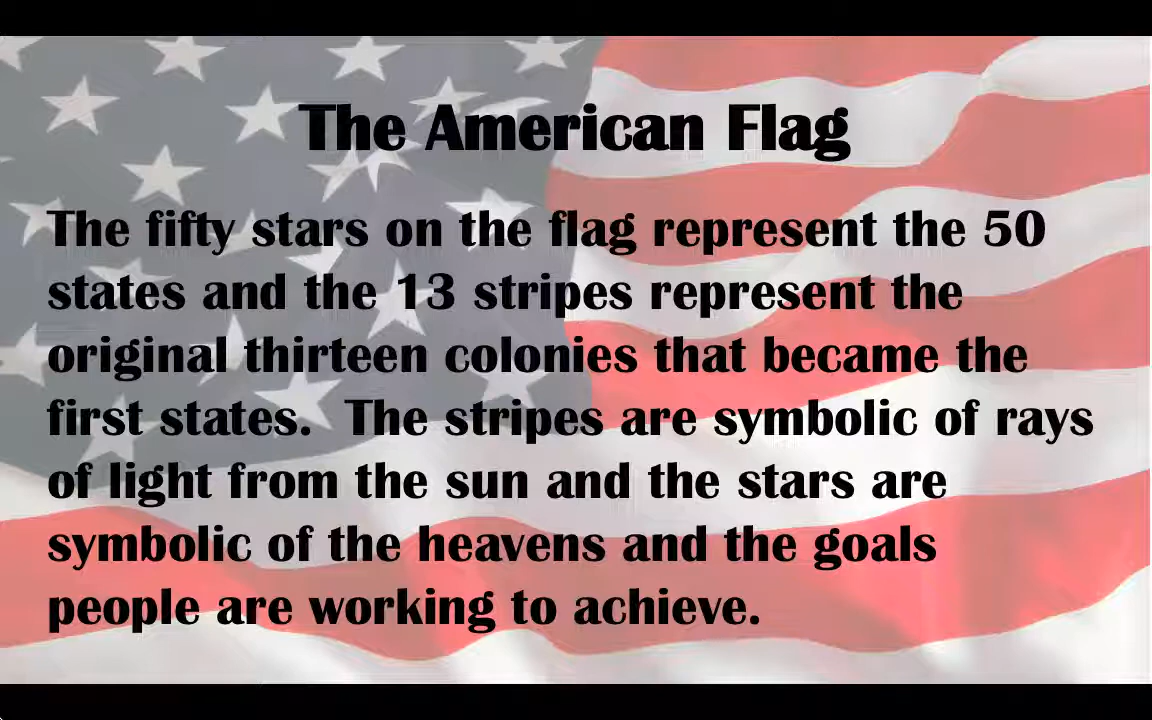 The American Flag
The fifty stars on the flag represent the 50
states and the 13 stripes represent the
original thirteen colonies that became the
first states.  The stripes are symbolic of rays
of light from the sun and the stars are
symbolic of the heavens and the goals
people are working to achieve.